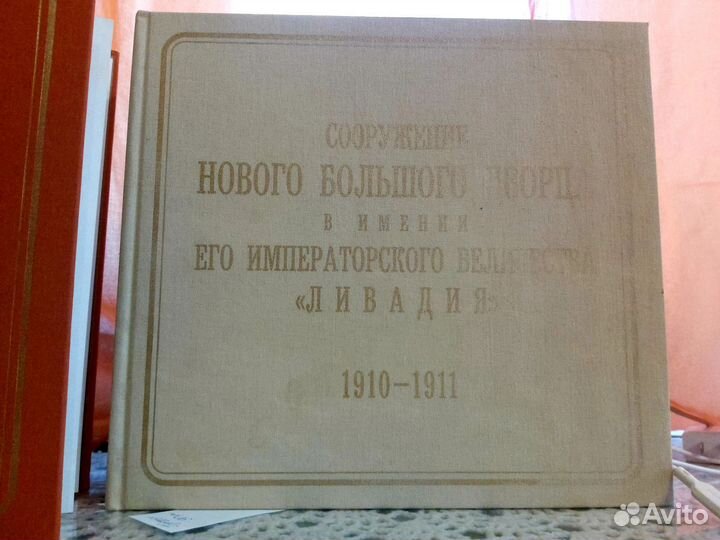 СООРУЖЕНИЕ
НОВОГО БОЛЬШОГО ДВОРЦА
В ИМЕНИИ
ЕГО ИМПЕРАТОРСКОГО ВЕЛИЧЕСТВА
«ЛИВАДИЯ»
1910–1911
Avito